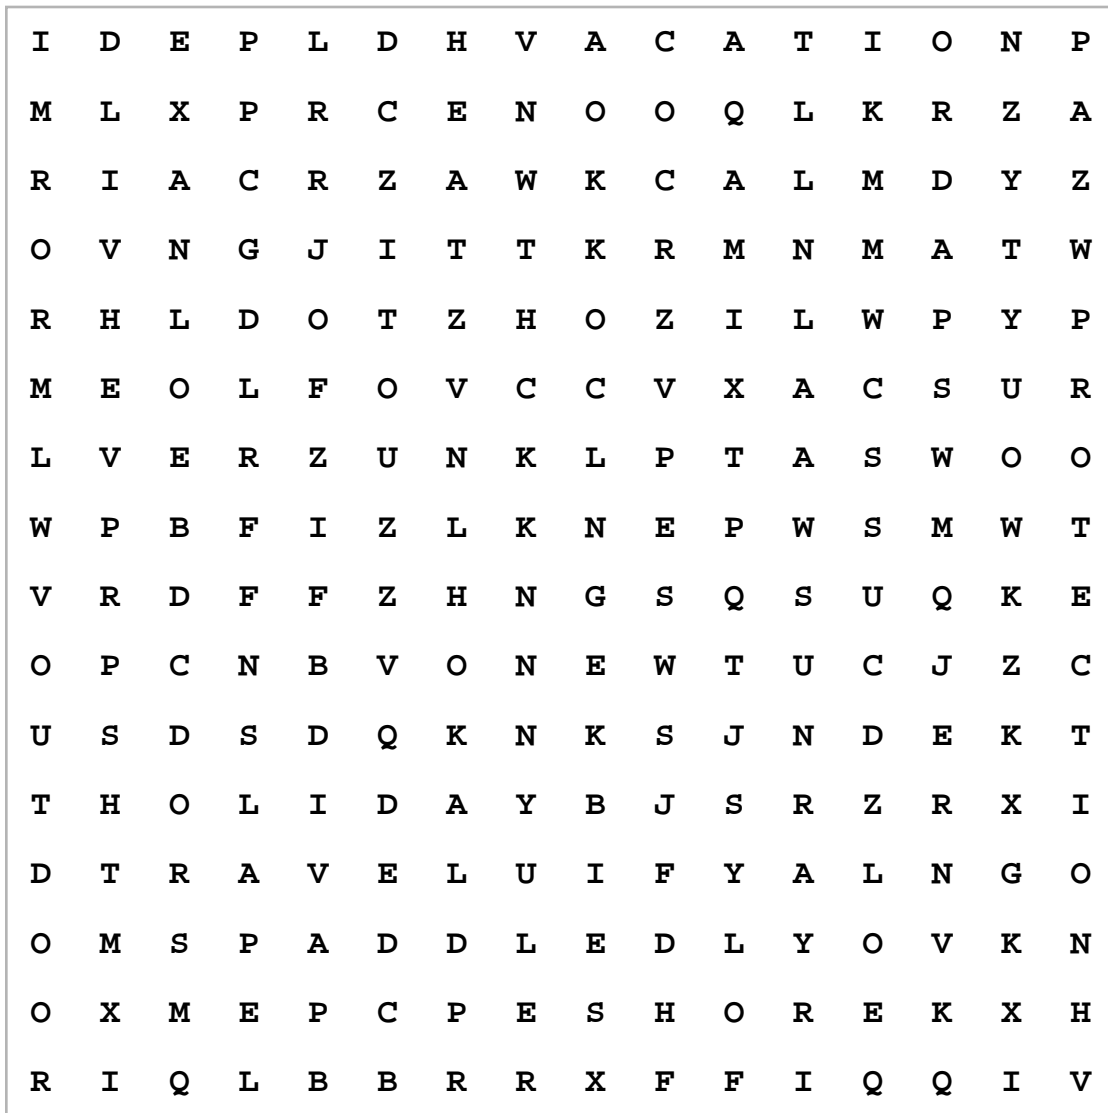 I D E P L D H V A C A T I O N P
M L X P R C E N O O Q L K R Z A
R I A C R Z A W K C A L M D Y Z
O V N G J I T T K R M N M A T W
R H L D O T Z H O Z I L W P Y P
M E O L F O V C C V X A C S U R
L V E R Z U N K L P T A S W O O
W P B F I Z L K N E P W S M W T
V R D F F Z H N G S Q S U Q K E
O P C N B V O N E W T U C J Z C
U S D S D Q K N K S J N D E K T
T H O L I D A Y B J S R Z R X I
D T R A V E L U I F Y A L N G O
O M S P A D D L E D L Y O V K N
O X M E P C P E S H O R E K X H
R I Q L B B R R X F F I Q Q I V